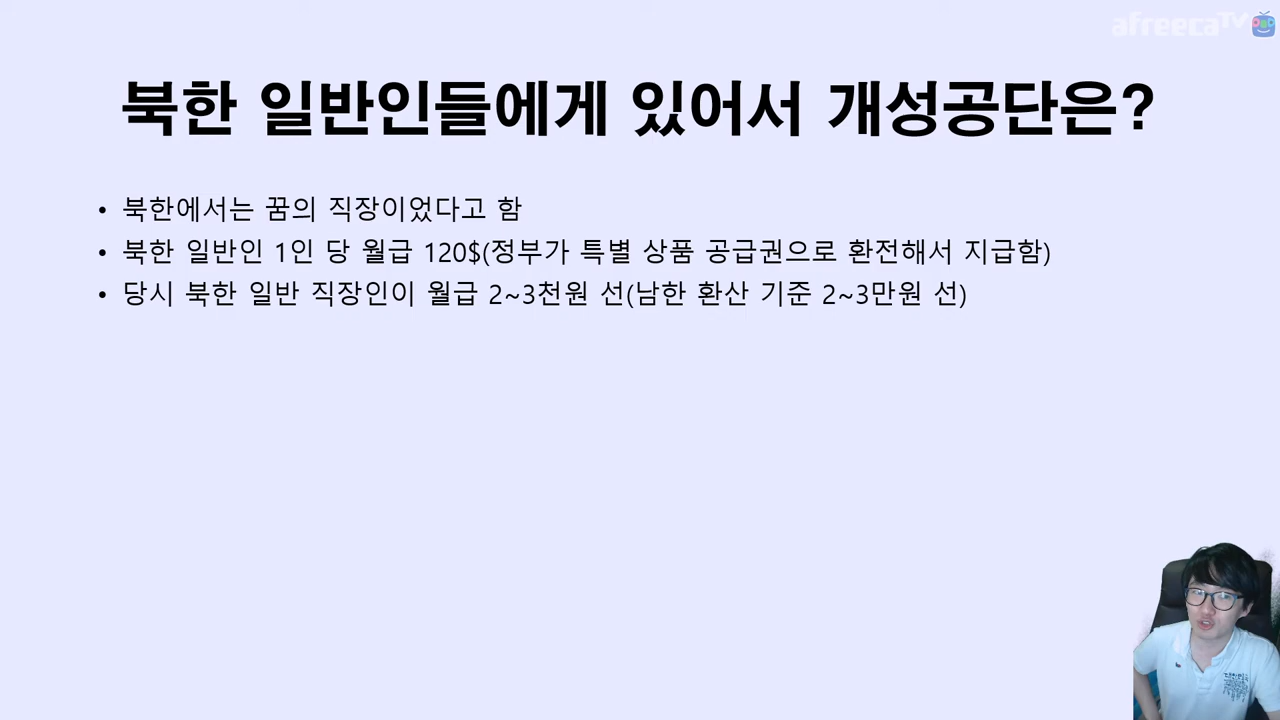 afreecaTV
북한 일반인들에게 있어서 개성공단은?
• 북한에서는 꿈의 직장이었다고 함
• 북한 일반인 1인 당 월급 120$(정부가 특별 상품 공급권으로 환전해서 지급함)
• 당시 북한 일반 직장인이 월급 2~3천원 선(남한 환산 기준 2~3만원 선)